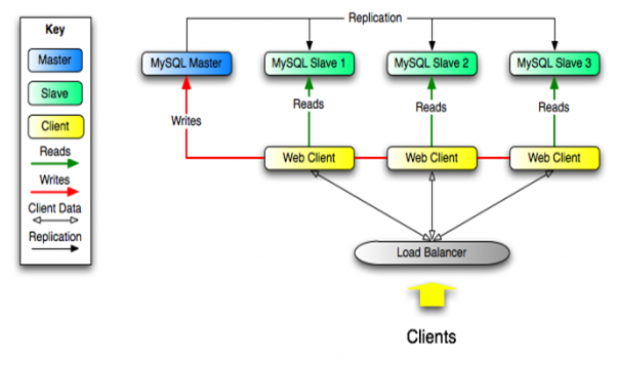 Key
Master
Slave
Client
Reads
Writes
Client Data
Replication
Replication
MySQL Master
MySQL Slave 1
MySQL Slave 2
MySQL Slave 3
Writes
Reads
Reads
Reads
Web Client
Web Client
Web Client
Load Balancer
Clients